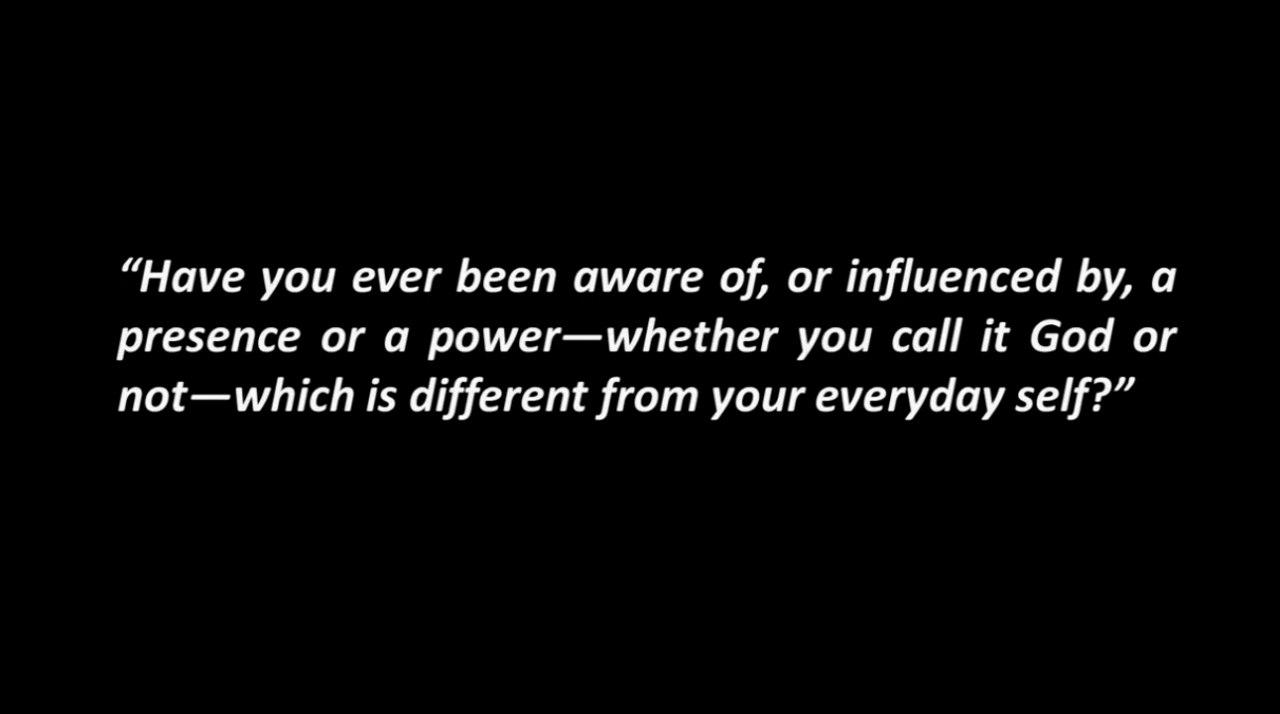 “Have you ever been aware of, or influenced by, a
presence or a power—whether you call it God or
not—which is different from your everyday self?”